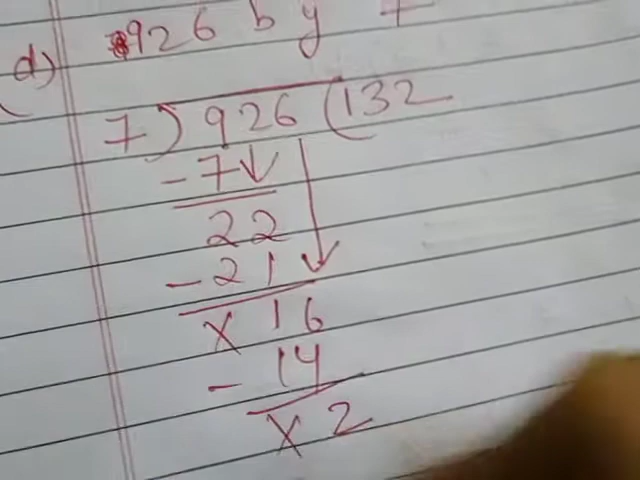 d) 926 by 7
7) 926 (132
- 7↓
22
- 21↓
x 16
- 14
x 2